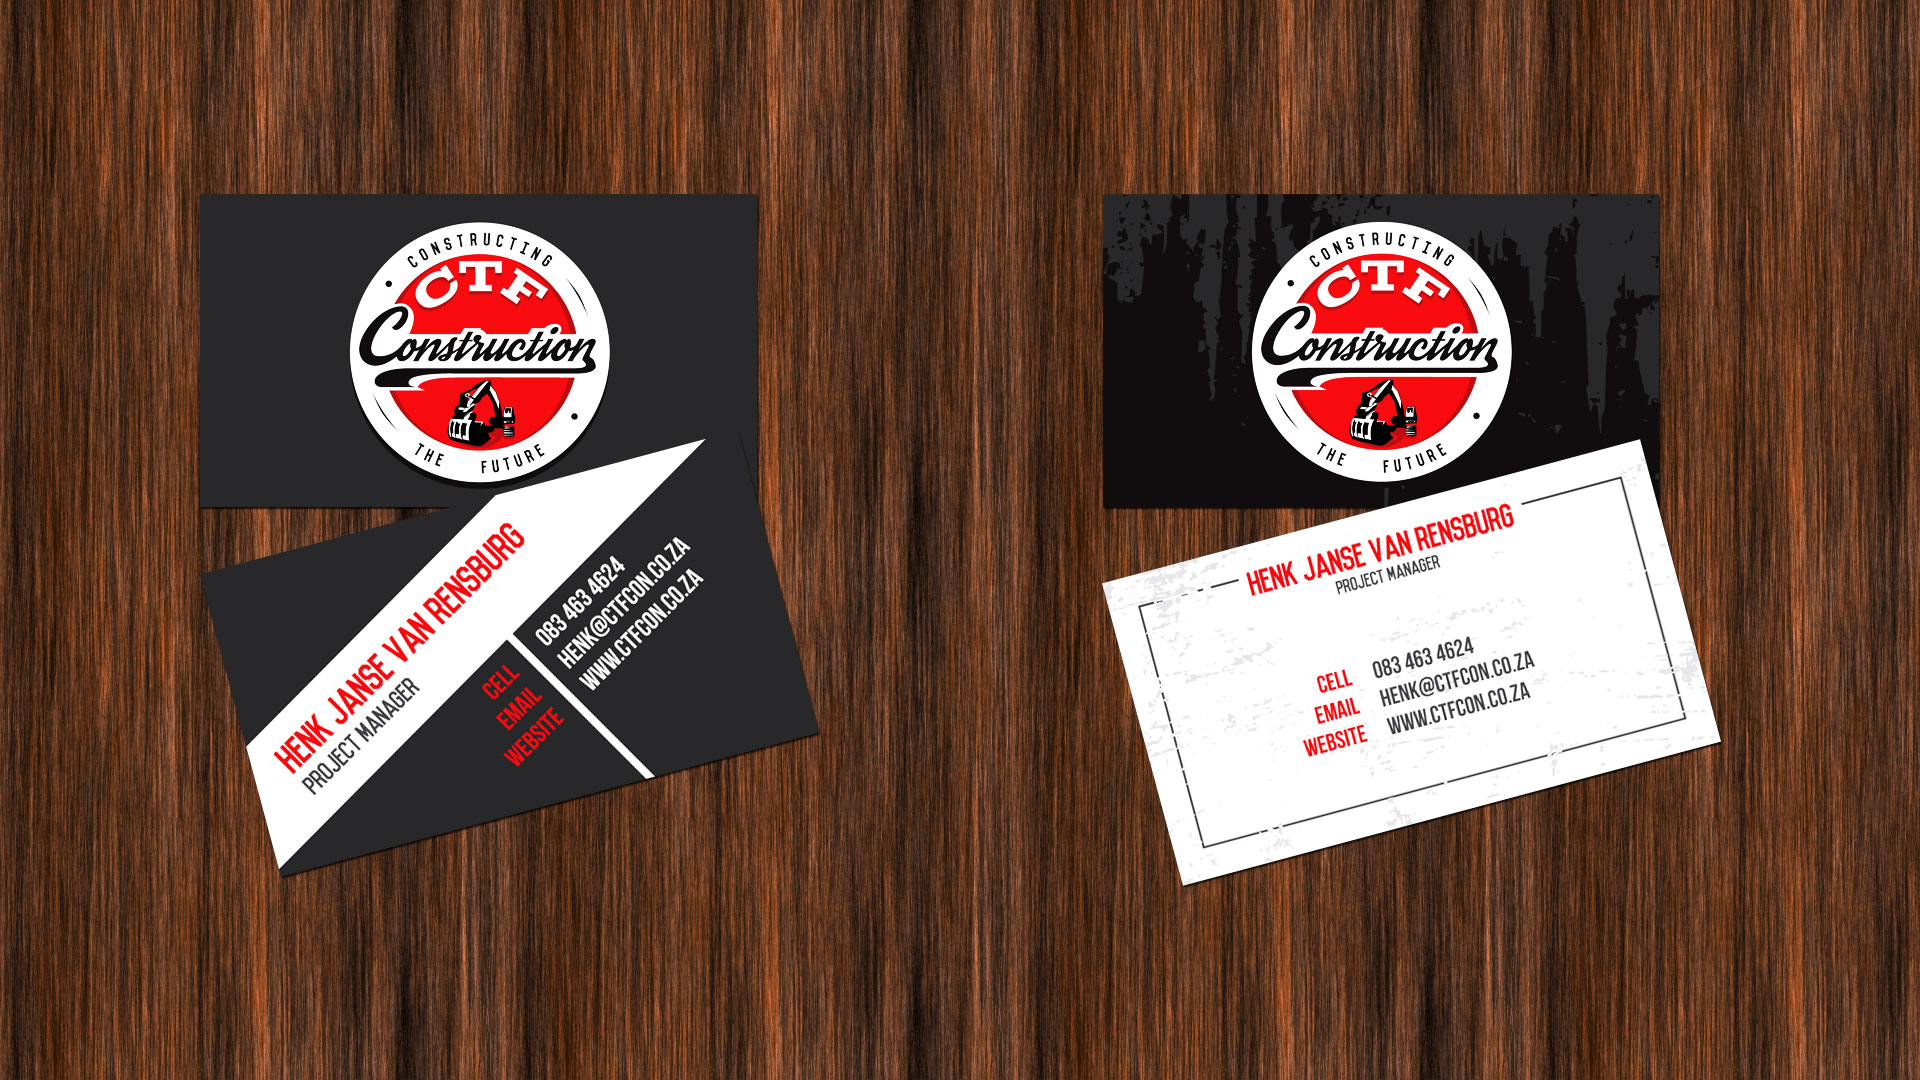 CONSTRUCTING
CTF
Construction
THE FUTURE
HENK JANSE VAN RENSBURG
PROJECT MANAGER
CELL 083 463 4624
EMAIL HENK@CTFCON.CO.ZA
WEBSITE WWW.CTFCON.CO.ZA
CONSTRUCTING
CTF
Construction
THE FUTURE
HENK JANSE VAN RENSBURG
PROJECT MANAGER
CELL 083 463 4624
EMAIL HENK@CTFCON.CO.ZA
WEBSITE WWW.CTFCON.CO.ZA